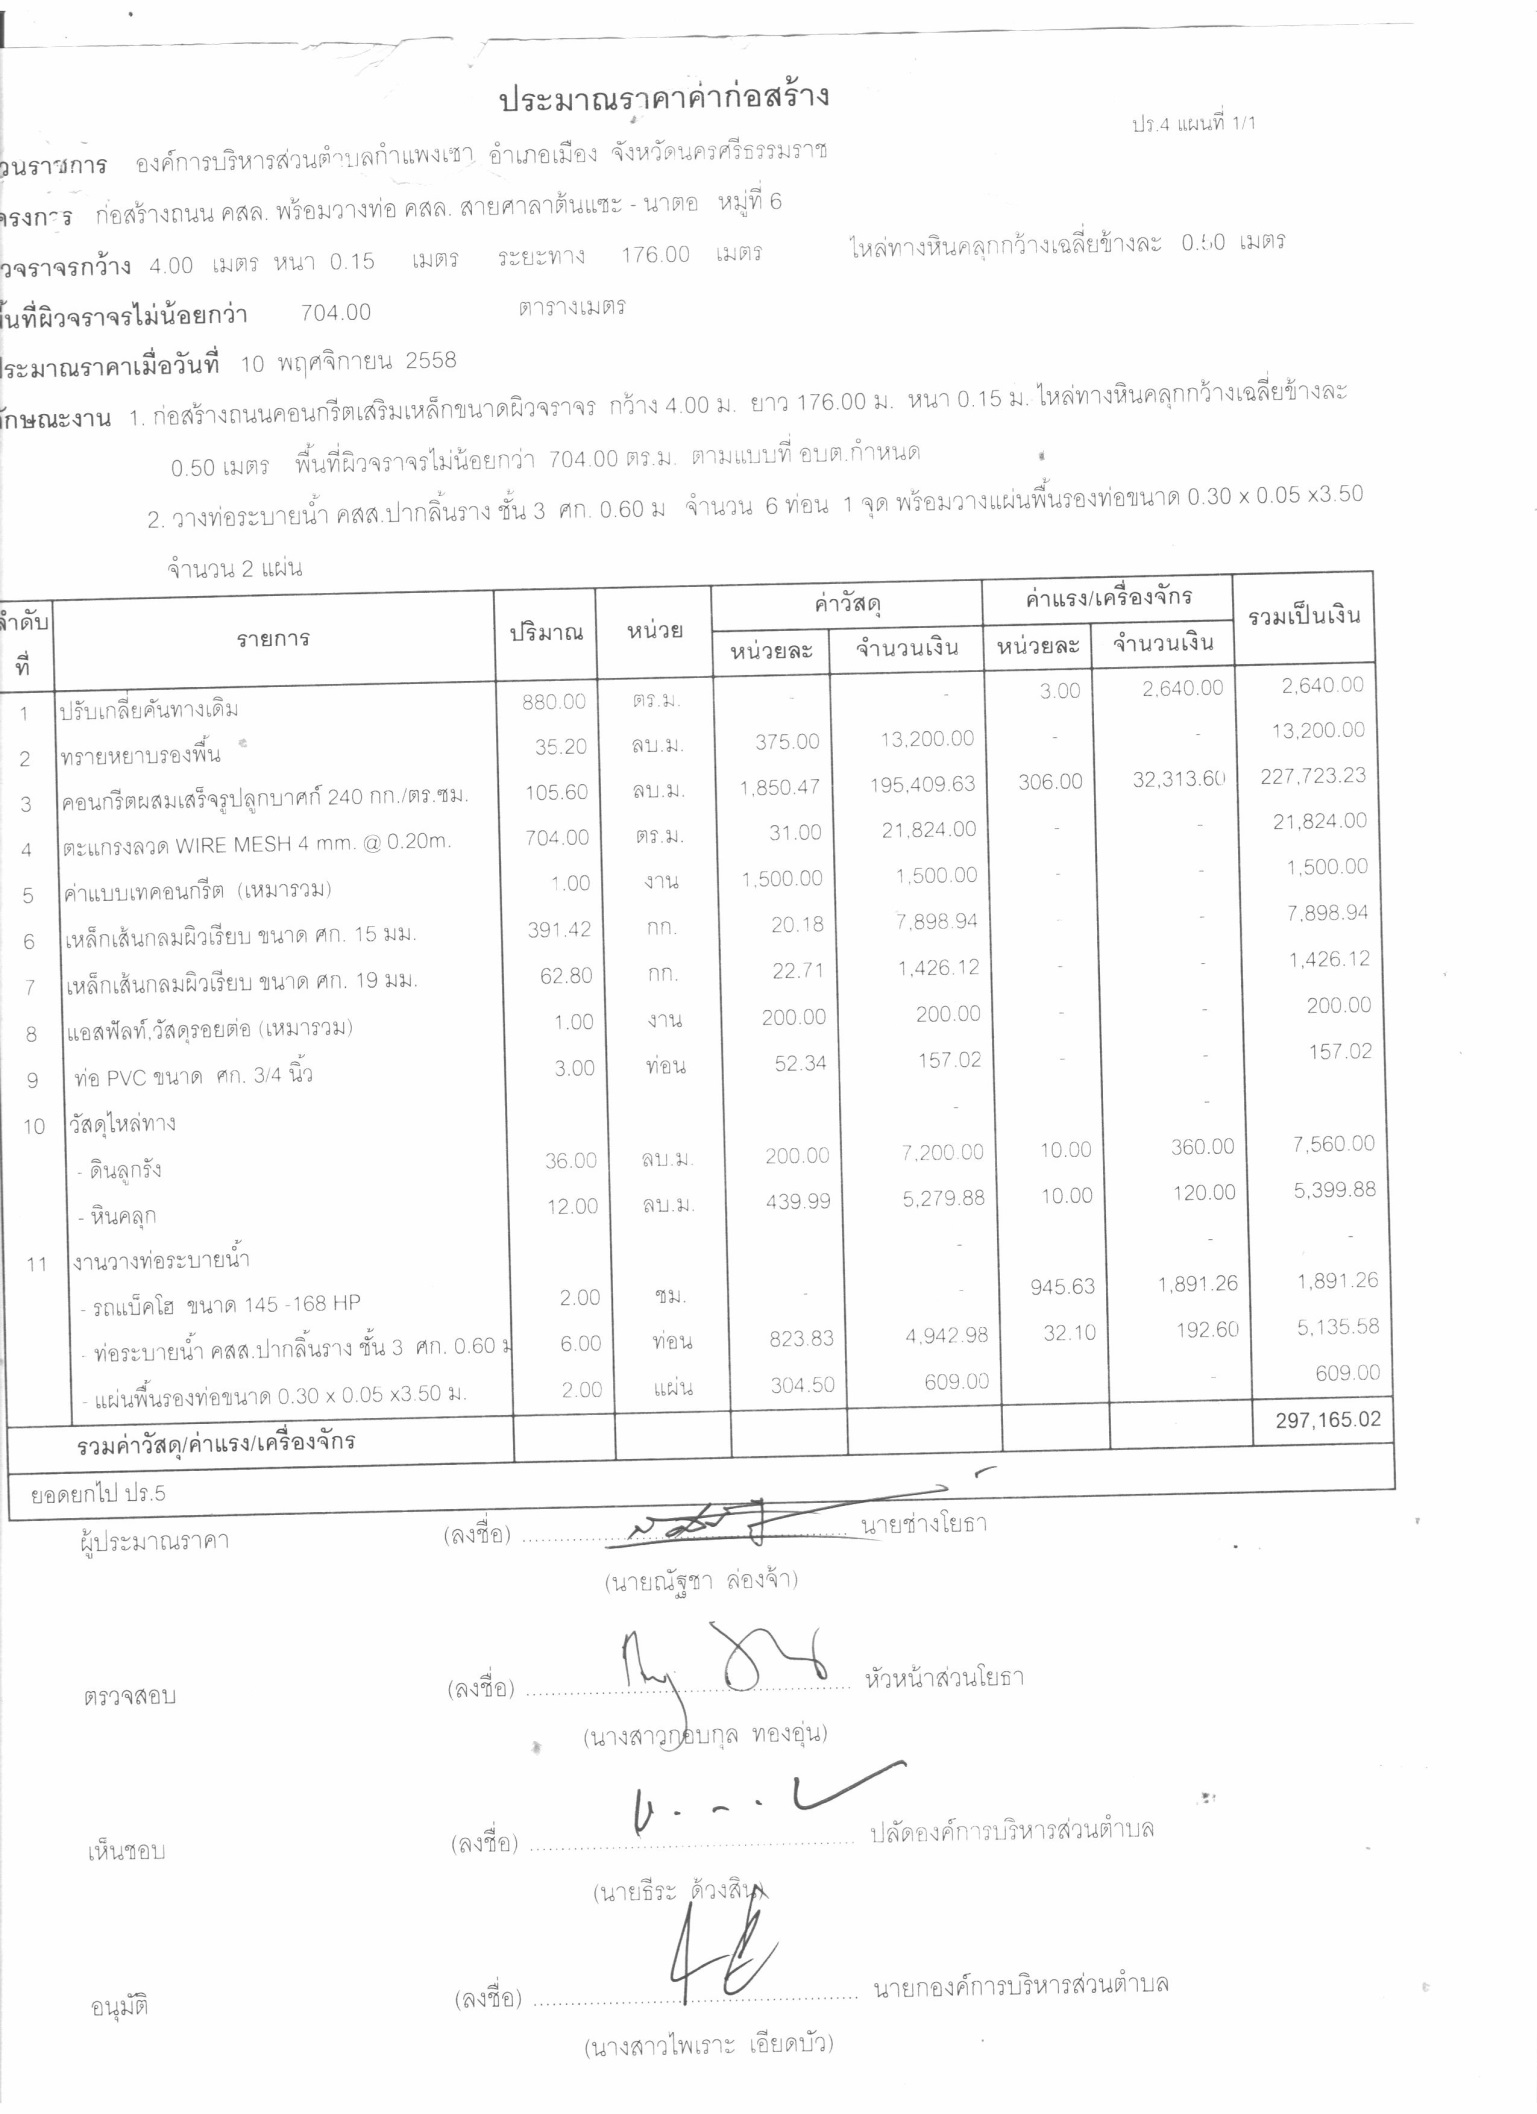 ประมาณราคาค่าก่อสร้าง
ปร.4 แผ่นที่ 1/1
วนราชการ องค์การบริหารส่วนตำบลกำแพงเซา อำเภอเมือง จังหวัดนครศรีธรรมราช
ครงการ ก่อสร้างถนน คสล. พร้อมวางท่อ คสล. สายศาลาต้นแซะ - นาตอ หมู่ที่ 6
วจราจรกว้าง 4.00 เมตร หนา 0.15 เมตร ระยะทาง 176.00 เมตร ไหล่ทางหินคลุกกว้างเฉลี่ยข้างละ 0.50 เมตร
ื้นที่ผิวจราจรไม่น้อยกว่า 704.00 ตารางเมตร
ประมาณราคาเมื่อวันที่ 10 พฤศจิกายน 2558
ักษณะงาน 1. ก่อสร้างถนนคอนกรีตเสริมเหล็กขนาดผิวจราจร กว้าง 4.00 ม. ยาว 176.00 ม. หนา 0.15 ม. ไหล่ทางหินคลุกกว้างเฉลี่ยข้างละ
0.50 เมตร พื้นที่ผิวจราจรไม่น้อยกว่า 704.00 ตร.ม. ตามแบบที่ อบต.กำหนด
2. วางท่อระบายน้ำ คสส.ปากลิ้นราง ชั้น 3 ศก. 0.60 ม จำนวน 6 ท่อน 1 จุด พร้อมวางแผ่นพื้นรองท่อขนาด 0.30 x 0.05 x3.50
จำนวน 2 แผ่น
ลำดับที่ รายการ ปริมาณ หน่วย ค่าวัสดุ ค่าแรง/เครื่องจักร รวมเป็นเงิน
หน่วยละ จำนวนเงิน หน่วยละ จำนวนเงิน
1 ปรับเกลี่ยคันทางเดิม 880.00 ตร.ม. - - 3.00 2,640.00 2,640.00
2 ทรายหยาบรองพื้น 35.20 ลบ.ม. 375.00 13,200.00 - - 13,200.00
3 คอนกรีตผสมเสร็จรูปลูกบาศก์ 240 กก./ตร.ซม. 105.60 ลบ.ม. 1,850.47 195,409.63 306.00 32,313.60 227,723.23
4 ตะแกรงลวด WIRE MESH 4 mm. @ 0.20m. 704.00 ตร.ม. 31.00 21,824.00 - - 21,824.00
5 ค่าแบบเทคอนกรีต (เหมารวม) 1.00 งาน 1,500.00 1,500.00 - - 1,500.00
6 เหล็กเส้นกลมผิวเรียบ ขนาด ศก. 15 มม. 391.42 กก. 20.18 7,898.94 - - 7,898.94
7 เหล็กเส้นกลมผิวเรียบ ขนาด ศก. 19 มม. 62.80 กก. 22.71 1,426.12 - - 1,426.12
8 แอสฟัลท์,วัสดุรอยต่อ (เหมารวม) 1.00 งาน 200.00 200.00 - - 200.00
9 ท่อ PVC ขนาด ศก. 3/4 นิ้ว 3.00 ท่อน 52.34 157.02 - - 157.02
10 วัสดุไหล่ทาง - -
- ดินลูกรัง 36.00 ลบ.ม. 200.00 7,200.00 10.00 360.00 7,560.00
- หินคลุก 12.00 ลบ.ม. 439.99 5,279.88 10.00 120.00 5,399.88
11 งานวางท่อระบายน้ำ - - -
- รถแบ็คโฮ ขนาด 145 -168 HP 2.00 ชม. - - 945.63 1,891.26 1,891.26
- ท่อระบายน้ำ คสส.ปากลิ้นราง ชั้น 3 ศก. 0.60 ม 6.00 ท่อน 823.83 4,942.98 32.10 192.60 5,135.58
- แผ่นพื้นรองท่อขนาด 0.30 x 0.05 x3.50 ม. 2.00 แผ่น 304.50 609.00 - 609.00
รวมค่าวัสดุ/ค่าแรง/เครื่องจักร 297,165.02
ยอดยกไป ปร.5
ผู้ประมาณราคา (ลงชื่อ) ........ นายช่างโยธา
(นายณัฐชา ล่องจ้า)
ตรวจสอบ (ลงชื่อ) ........ หัวหน้าส่วนโยธา
(นางสาวกอบกุล ทองอุ่น)
เห็นชอบ (ลงชื่อ) ........ ปลัดองค์การบริหารส่วนตำบล
(นายธีระ ด้วงสิน)
อนุมัติ (ลงชื่อ) ........ นายกองค์การบริหารส่วนตำบล
(นางสาวไพเราะ เอียดบัว)